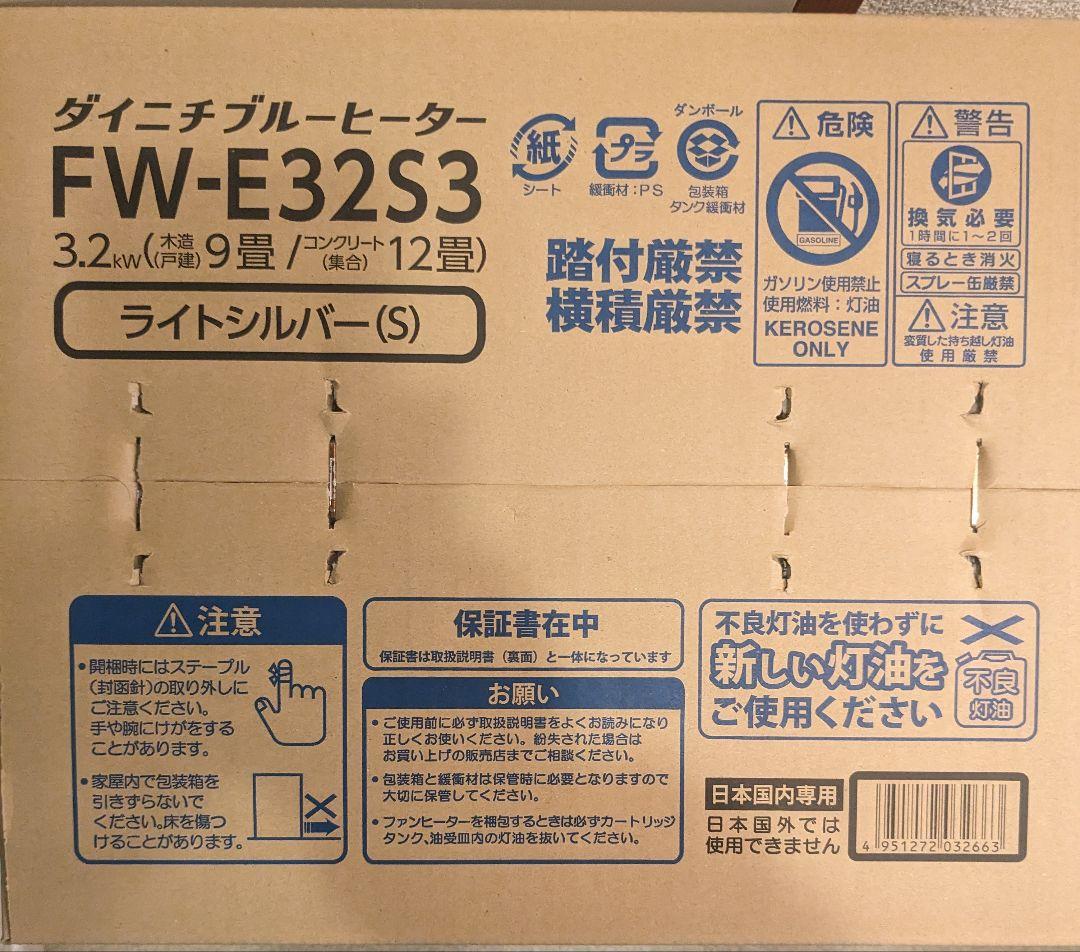 ダイニチブルーヒーター
FW-E32S3
3.2kW(木造(戸建)9畳/コンクリート(集合)12畳)
ライトシルバー(S)
紙
シート
プラ
緩衝材:PS
ダンボール
包装箱
タンク緩衝材
踏付厳禁
横積厳禁
危険
GASOLINE
ガソリン使用禁止
使用燃料:灯油
KEROSENE
ONLY
警告
換気必要
1時間に1~2回
寝るとき消火
スプレー缶厳禁
注意
変質した持ち越し灯油
使用厳禁
注意
・開梱時にはステープル
(封函針)の取り外しに
ご注意ください。
手や腕にけがをする
ことがあります。
・家屋内で包装箱を
引きずらないで
ください。床を傷つ
けることがあります。
保証書在中
保証書は取扱説明書(裏面)と一体になっています
お願い
・ご使用前に必ず取扱説明書をよくお読みになり
正しくお使いください。紛失された場合は
お買い上げの販売店までご相談ください。
・包装箱と緩衝材は保管時に必要となりますので
大切に保管してください。
・ファンヒーターを梱包するときは必ずカートリッジ
タンク、油受皿内の灯油を抜いてください。
不良灯油を使わずに
新しい灯油を
ご使用ください
不良
灯油
日本国内専用
日本国外では
使用できません
4 951272 032663